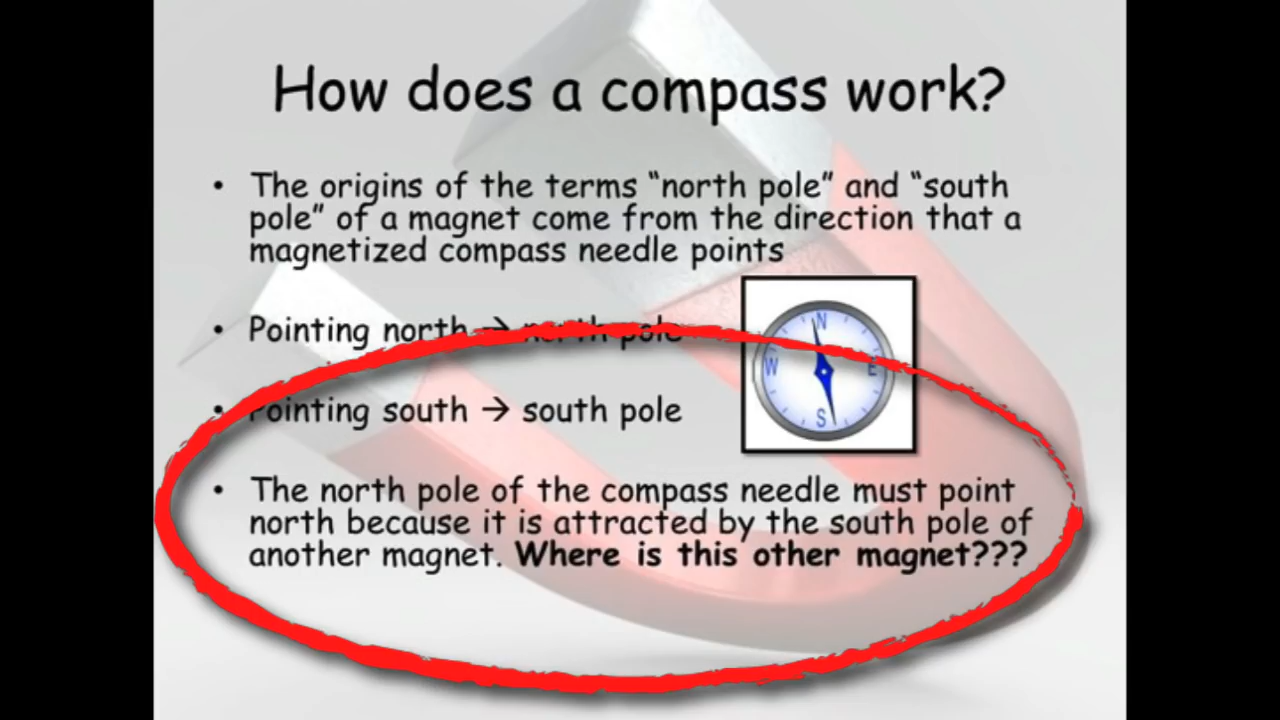 How does a compass work?
• The origins of the terms “north pole” and “south
pole” of a magnet come from the direction that a
magnetized compass needle points
• Pointing north → north pole
• Pointing south → south pole
N
W
E
S
• The north pole of the compass needle must point
north because it is attracted by the south pole of
another magnet. Where is this other magnet???